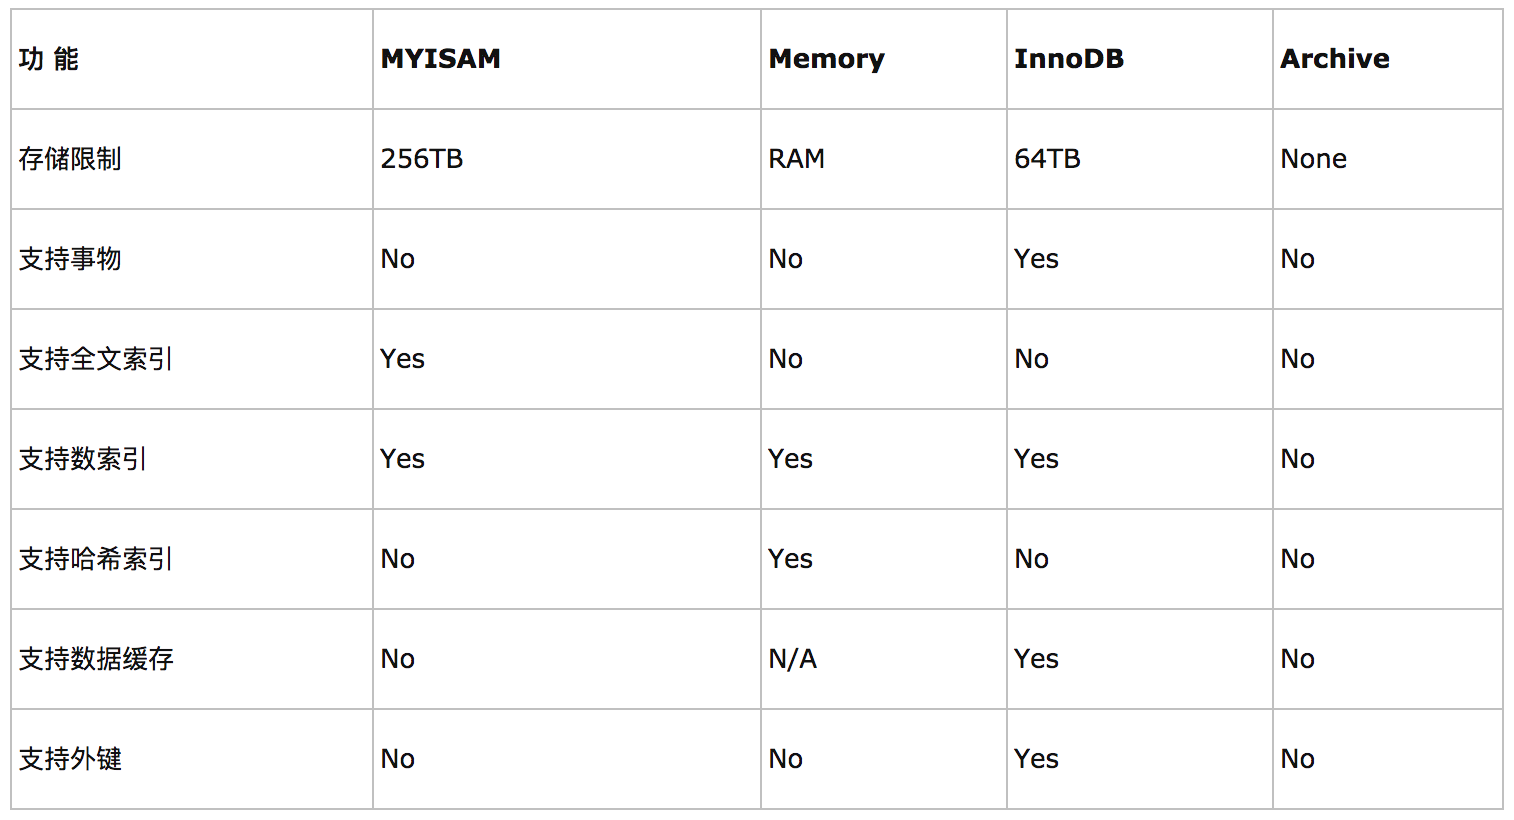 功 能 MYISAM Memory InnoDB Archive
存储限制 256TB RAM 64TB None
支持事物 No No Yes No
支持全文索引 Yes No No No
支持数索引 Yes Yes Yes No
支持哈希索引 No Yes No No
支持数据缓存 No N/A Yes No
支持外键 No No Yes No